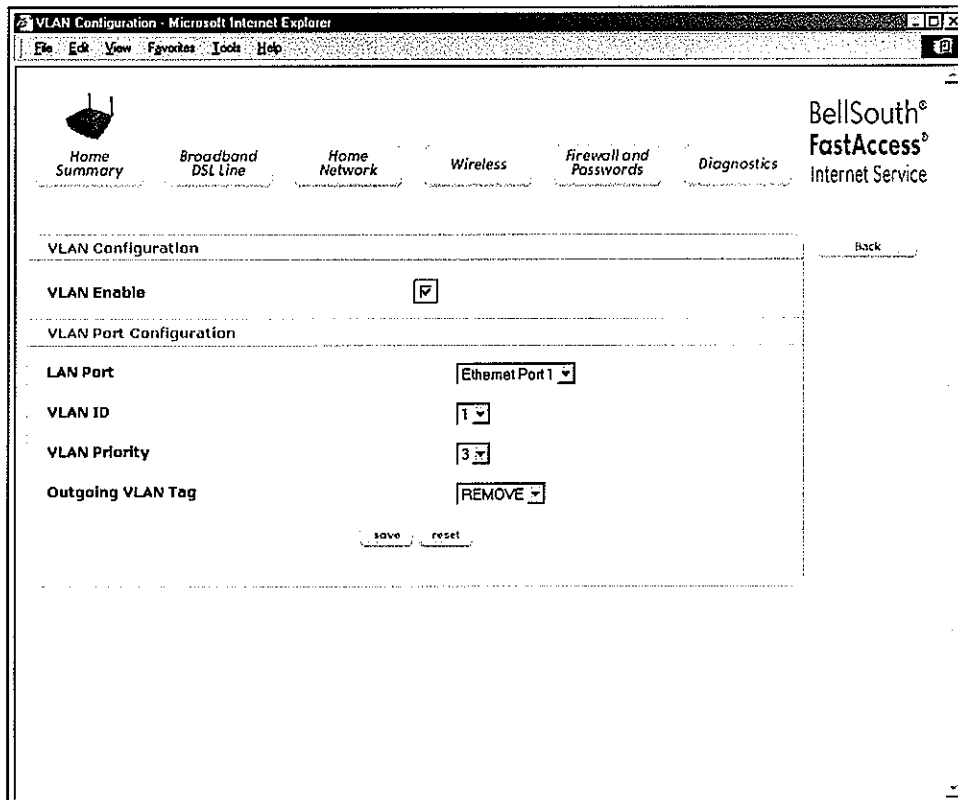 VLAN Configuration - Microsoft Internet Explorer
File Edit View Favorites Tools Help
BellSouth®
FastAccess®
Internet Service
Home Summary
Broadband DSL Line
Home Network
Wireless
Firewall and Passwords
Diagnostics
VLAN Configuration
Back
VLAN Enable
VLAN Port Configuration
LAN Port Ethernet Port 1
VLAN ID 1
VLAN Priority 3
Outgoing VLAN Tag REMOVE
save reset